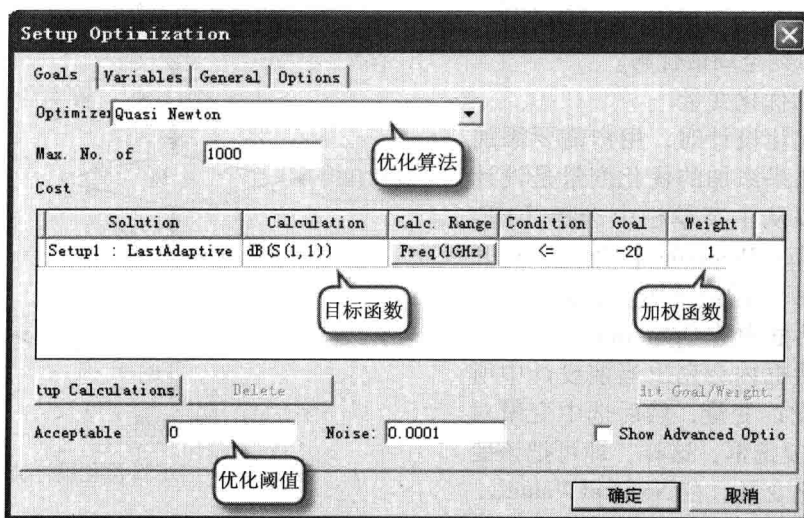 Setup Optimization
Goals Variables General Options
Optimizer Quasi Newton
Max. No. of 1000
优化算法
Cost
Solution Calculation Calc. Range Condition Goal Weight
Setup1 : LastAdaptive dB(S(1,1)) Freq(1GHz) <= -20 1
目标函数 加权函数
tup Calculations. Delete dit Goal/Weight.
Acceptable 0 Noise: 0.0001 Show Advanced Optio
优化阈值
确定 取消